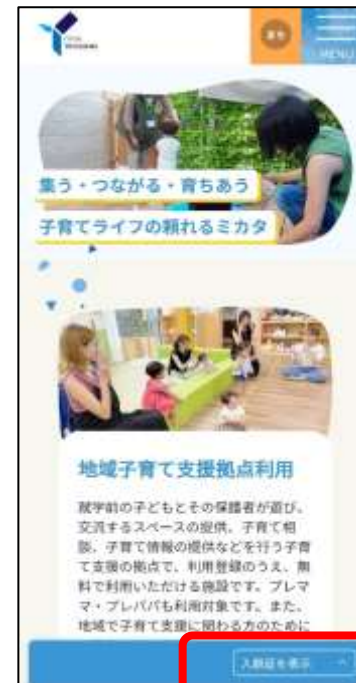 MENU
集う・つながる・育ちあう
子育てライフの頼れるミカタ
地域子育て支援拠点利用
就学前の子どもとその保護者が遊び、
交流するスペースの提供、子育て相
談、子育て情報の提供などを行う子育
て支援の拠点で、利用登録のうえ、無
料で利用いただける施設です。プレマ
マ・プレパパも利用対象です。また、
地域で子育て支援に関わる方のために
入館証を表示